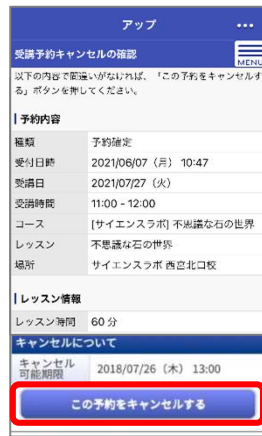 アップ
受講予約キャンセルの確認
MENU
以下の内容で間違いがなければ、「この予約をキャンセルす
る」ボタンを押してください。
予約内容
種類 予約確定
受付日時 2021/06/07（月） 10:47
受講日 2021/07/27（火）
受講時間 11:00 - 12:00
コース [サイエンスラボ] 不思議な石の世界
レッスン 不思議な石の世界
場所 サイエンスラボ 西宮北口校
レッスン情報
レッスン時間 60 分
キャンセルについて
キャンセル
可能期限 2018/07/26（木） 13:00
この予約をキャンセルする